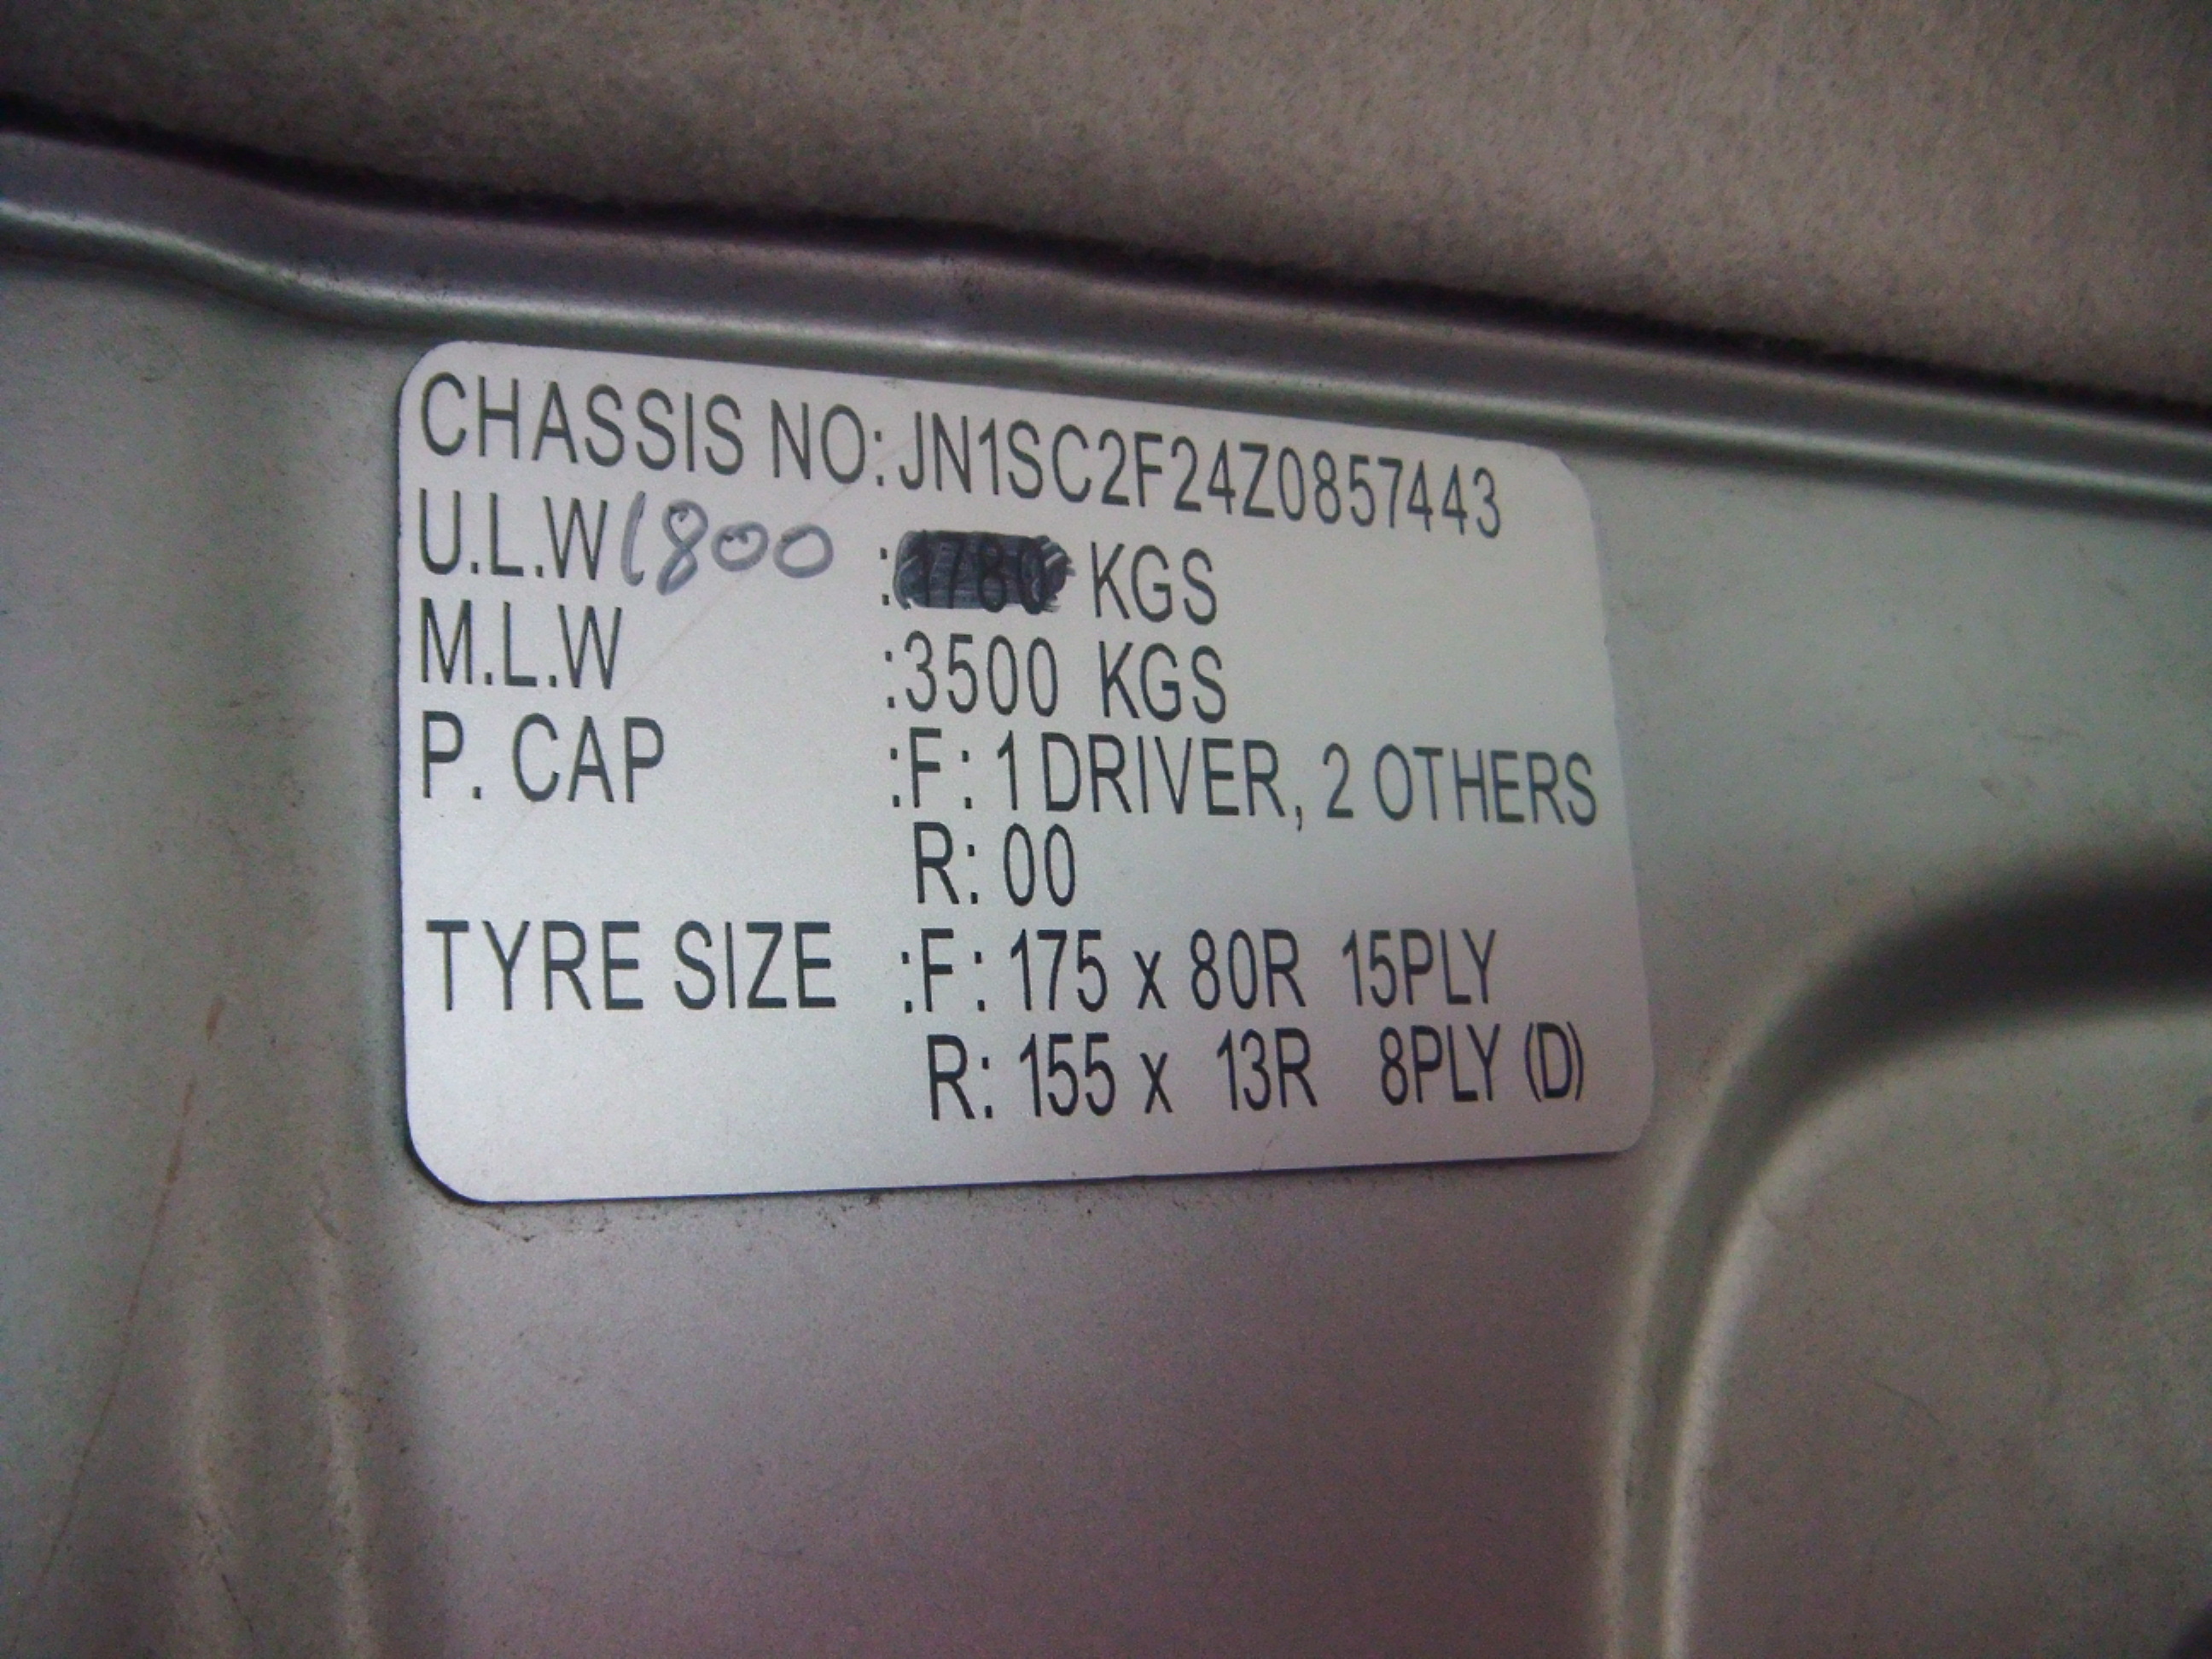 CHASSIS NO: JN1SC2F24Z0857443
U.L.W 1800 : 1780 KGS
M.L.W :3500 KGS
P. CAP :F: 1 DRIVER, 2 OTHERS
R: 00
TYRE SIZE :F: 175 x 80R 15PLY
R: 155 x 13R 8PLY (D)